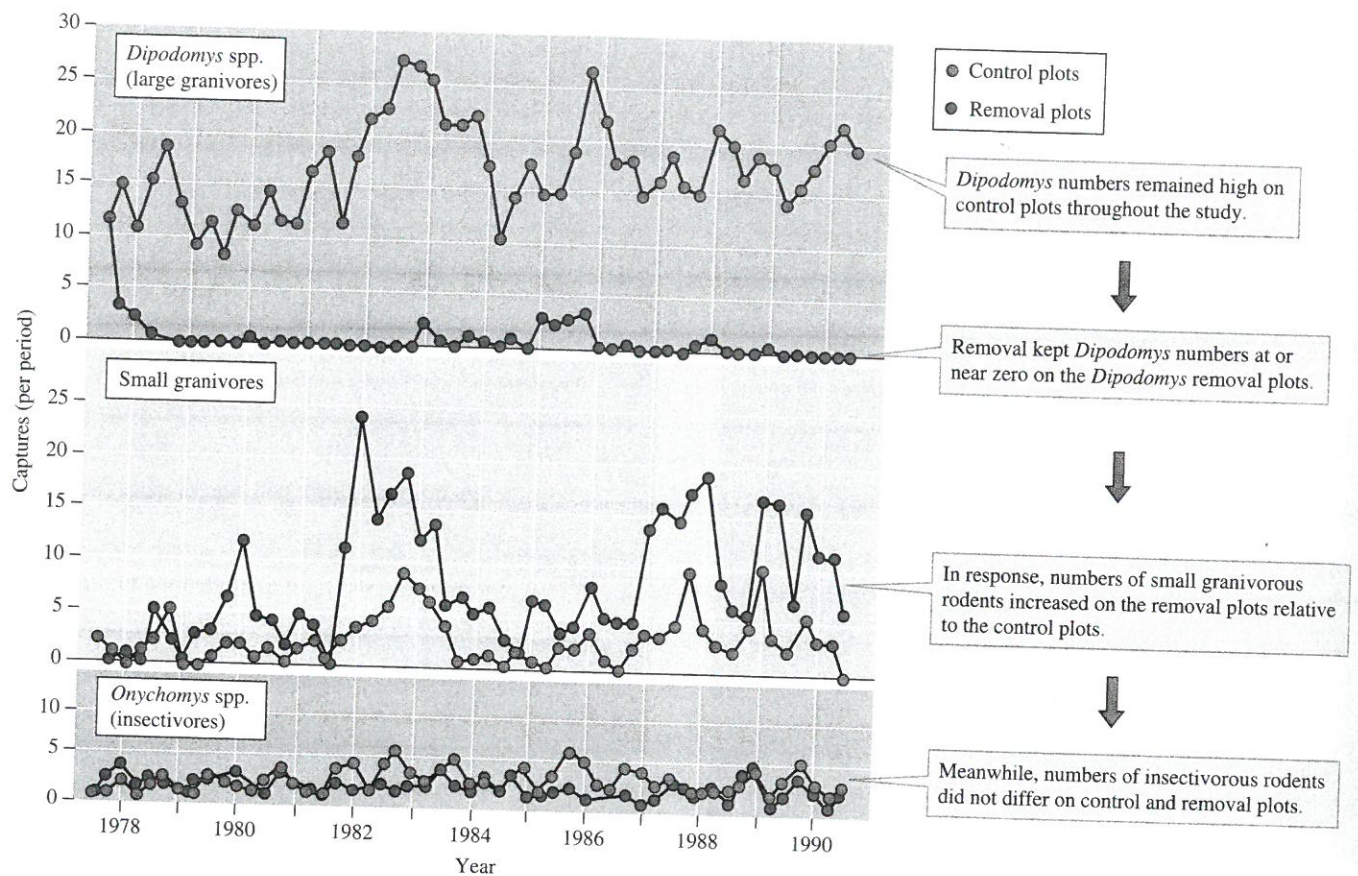 30
25
20
15
10
5
0
Dipodomys spp.
(large granivores)
Control plots
Removal plots
Dipodomys numbers remained high on
control plots throughout the study.
Removal kept Dipodomys numbers at or
near zero on the Dipodomys removal plots.
Captures (per period)
Small granivores
25
20
15
10
5
0
In response, numbers of small granivorous
rodents increased on the removal plots relative
to the control plots.
Onychomys spp.
(insectivores)
10
5
0
Meanwhile, numbers of insectivorous rodents
did not differ on control and removal plots.
1978 1980 1982 1984 1986 1988 1990
Year